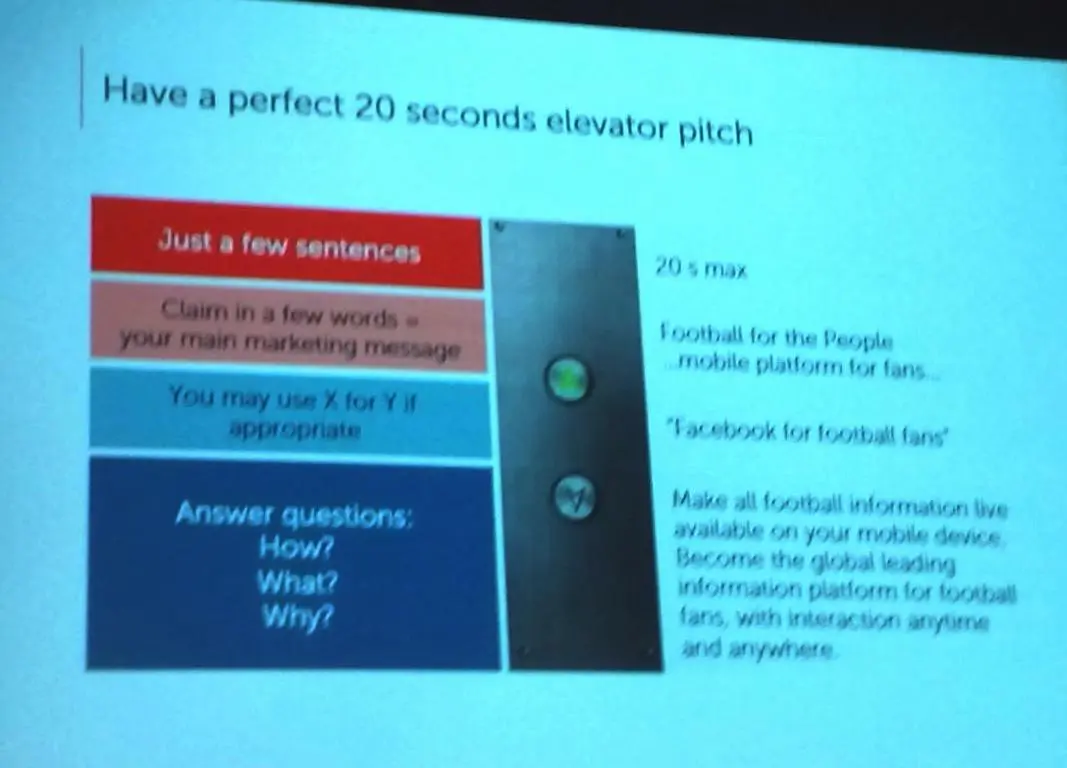 Have a perfect 20 seconds elevator pitch
Just a few sentences
20 s max
Claim in a few words =
your main marketing message
Football for the People
...mobile platform for fans...
You may use X for Y if
appropriate
"Facebook for football fans"
Answer questions:
How?
What?
Why?
Make all football information live
available on your mobile device.
Become the global leading
information platform for football
fans, with interaction anytime
and anywhere.